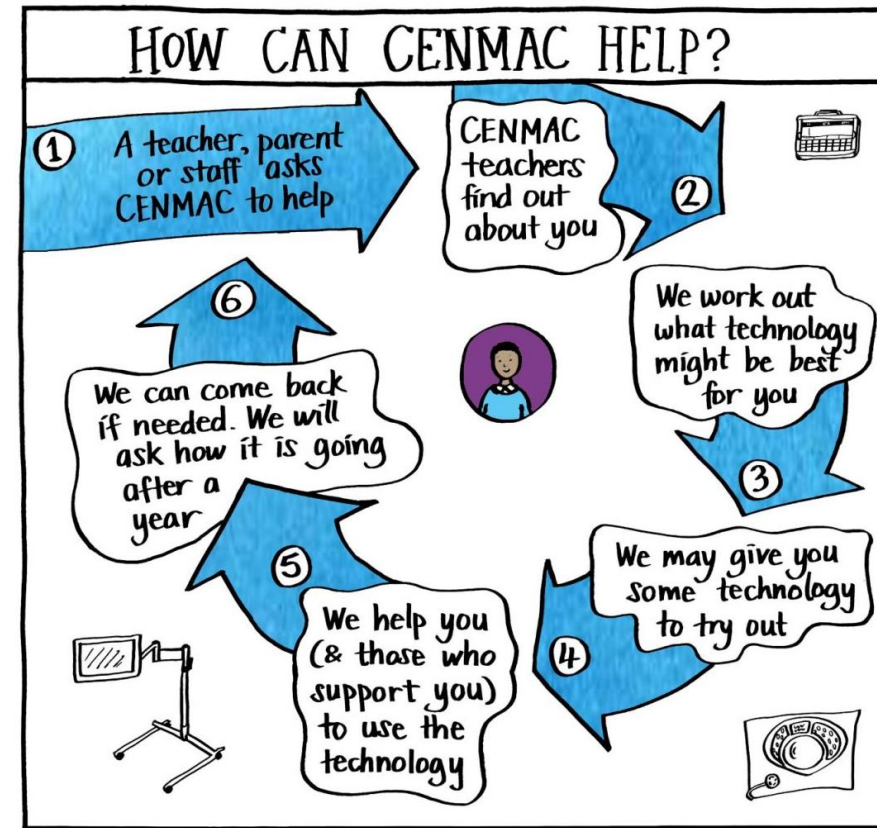 HOW CAN CENMAC HELP?
1
A teacher, parent
or staff asks
CENMAC to help
CENMAC
teachers
find out
about you
2
We work out
what technology
might be best
for you
3
We may give you
some technology
to try out
4
We help you
(& those who
support you)
to use the
technology
5
We can come back
if needed. We will
ask how it is going
after a
year
6